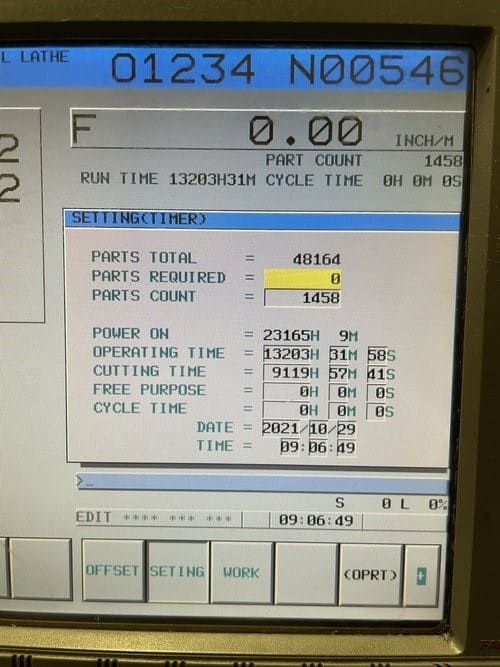 L LATHE
O1234 N00546
2
2
F 0.00 INCH/M
PART COUNT 1458
RUN TIME 13203H31M CYCLE TIME 0H 0M 0S
SETTING(TIMER)
PARTS TOTAL = 48164
PARTS REQUIRED = 0
PARTS COUNT = 1458
POWER ON = 23165H 9M
OPERATING TIME = 13203H 31M 58S
CUTTING TIME = 9119H 57M 41S
FREE PURPOSE = 0H 0M 0S
CYCLE TIME = 0H 0M 0S
DATE = 2021/10/29
TIME = 09:06:49
>_
S 0 L 0%
EDIT **** *** *** 09:06:49
OFFSET SETING WORK (OPRT) +